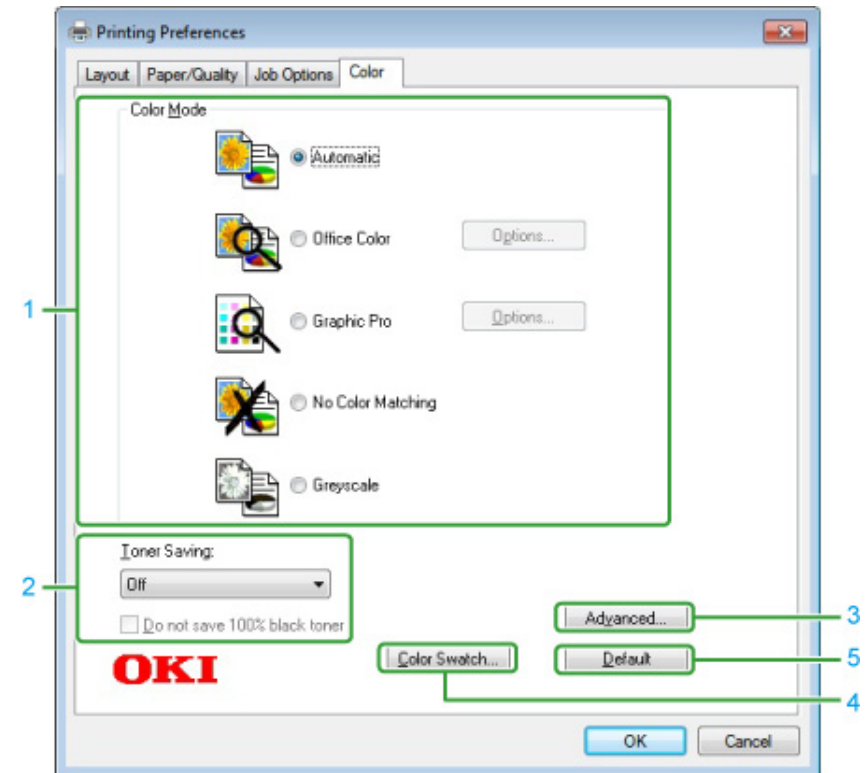 Printing Preferences
Layout Paper/Quality Job Options Color
Color Mode
Automatic
Office Color Options...
1
Graphic Pro Options...
No Color Matching
Greyscale
Toner Saving:
2 Off
Do not save 100% black toner
Advanced... 3
OKI Color Swatch... Default 5
4
OK Cancel